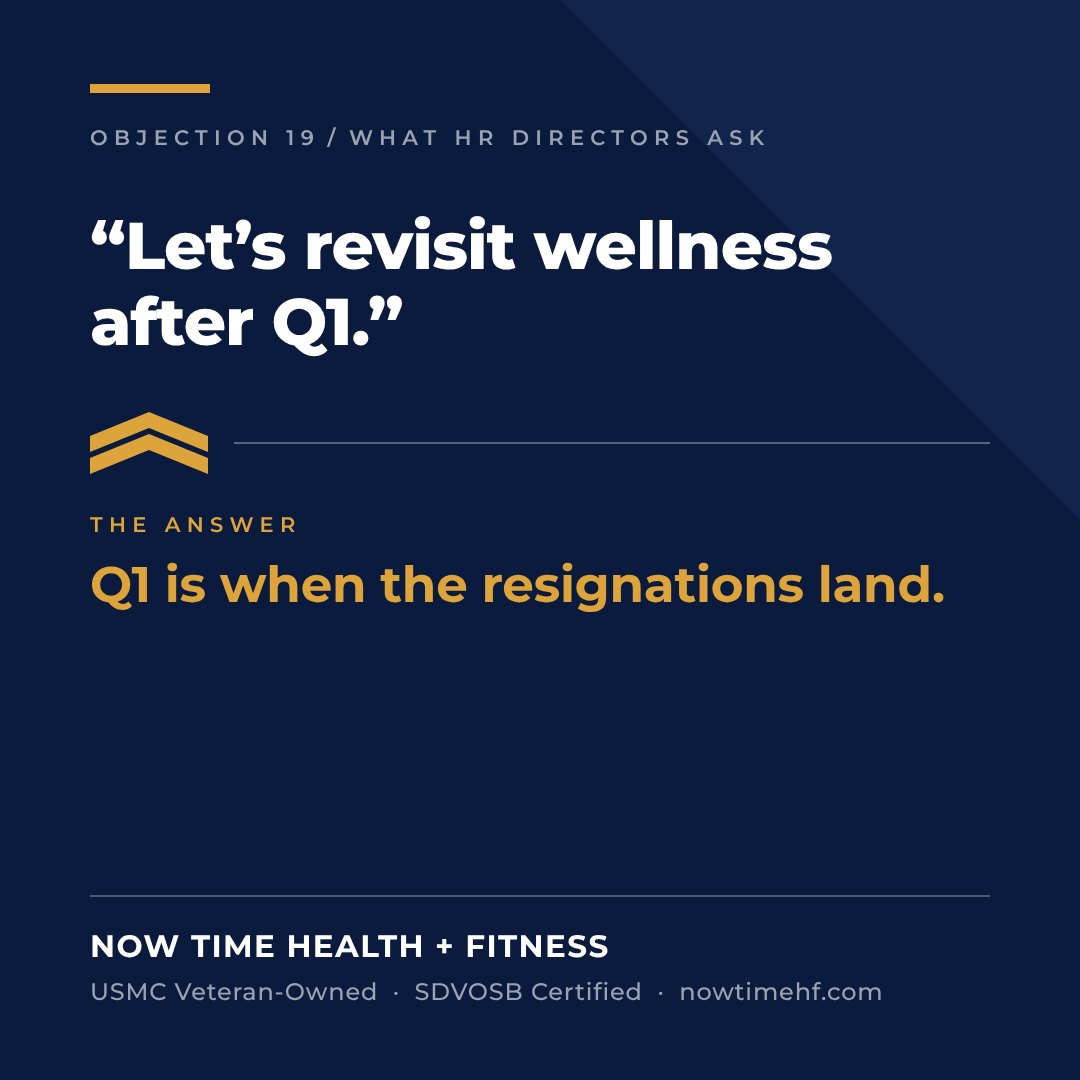 OBJECTION 19 / WHAT HR DIRECTORS ASK
“Let’s revisit wellness
after Q1.”
THE ANSWER
Q1 is when the resignations land.
NOW TIME HEALTH + FITNESS
USMC Veteran-Owned · SDVOSB Certified · nowtimehf.com